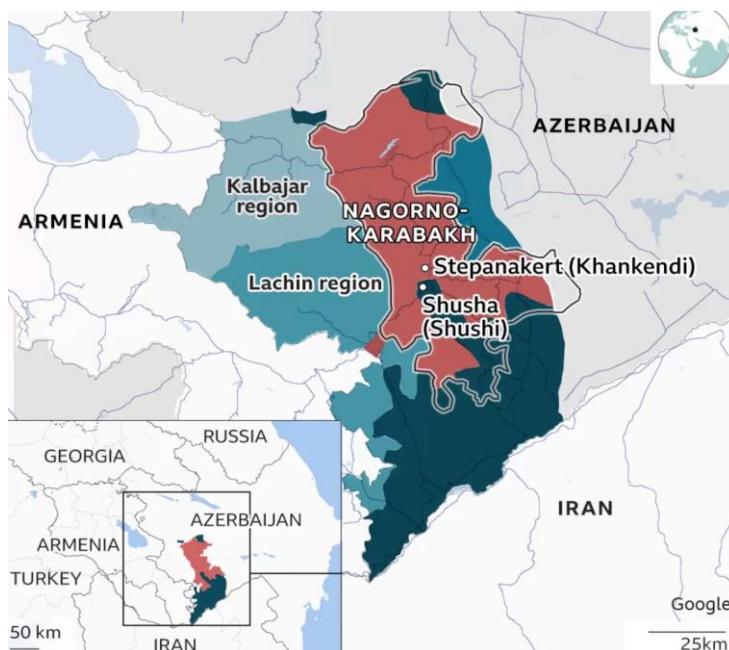 AZERBAIJAN
Kalbajar
region
ARMENIA
NAGORNO-
KARABAKH
Stepanakert (Khankendi)
Lachin region
Shusha
(Shushi)
IRAN
RUSSIA
GEORGIA
AZERBAIJAN
ARMENIA
TURKEY
IRAN
50 km
Google
25km